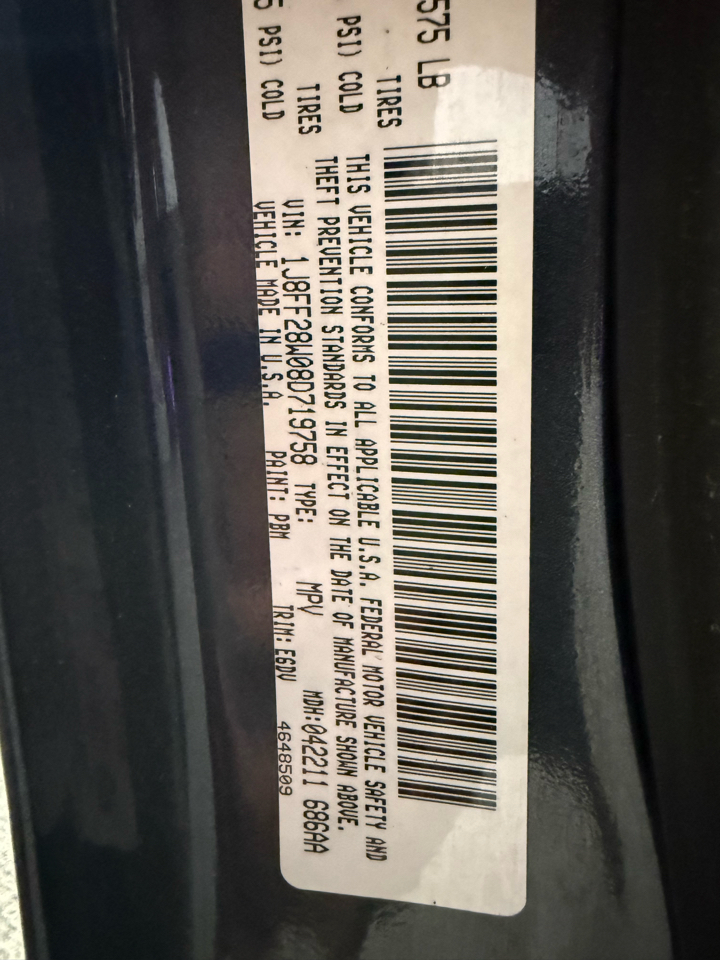 575 LB
TIRES
PSI) COLD
TIRES
5 PSI) COLD
THIS VEHICLE CONFORMS TO ALL APPLICABLE U.S.A. FEDERAL MOTOR VEHICLE SAFETY AND
THEFT PREVENTION STANDARDS IN EFFECT ON THE DATE OF MANUFACTURE SHOWN ABOVE.
VIN: 1J8FF28W08D719758 TYPE: MPV MDH:042211 686AA
VEHICLE MADE IN U.S.A. PAINT: PBM TRIM: E6DV 4648509